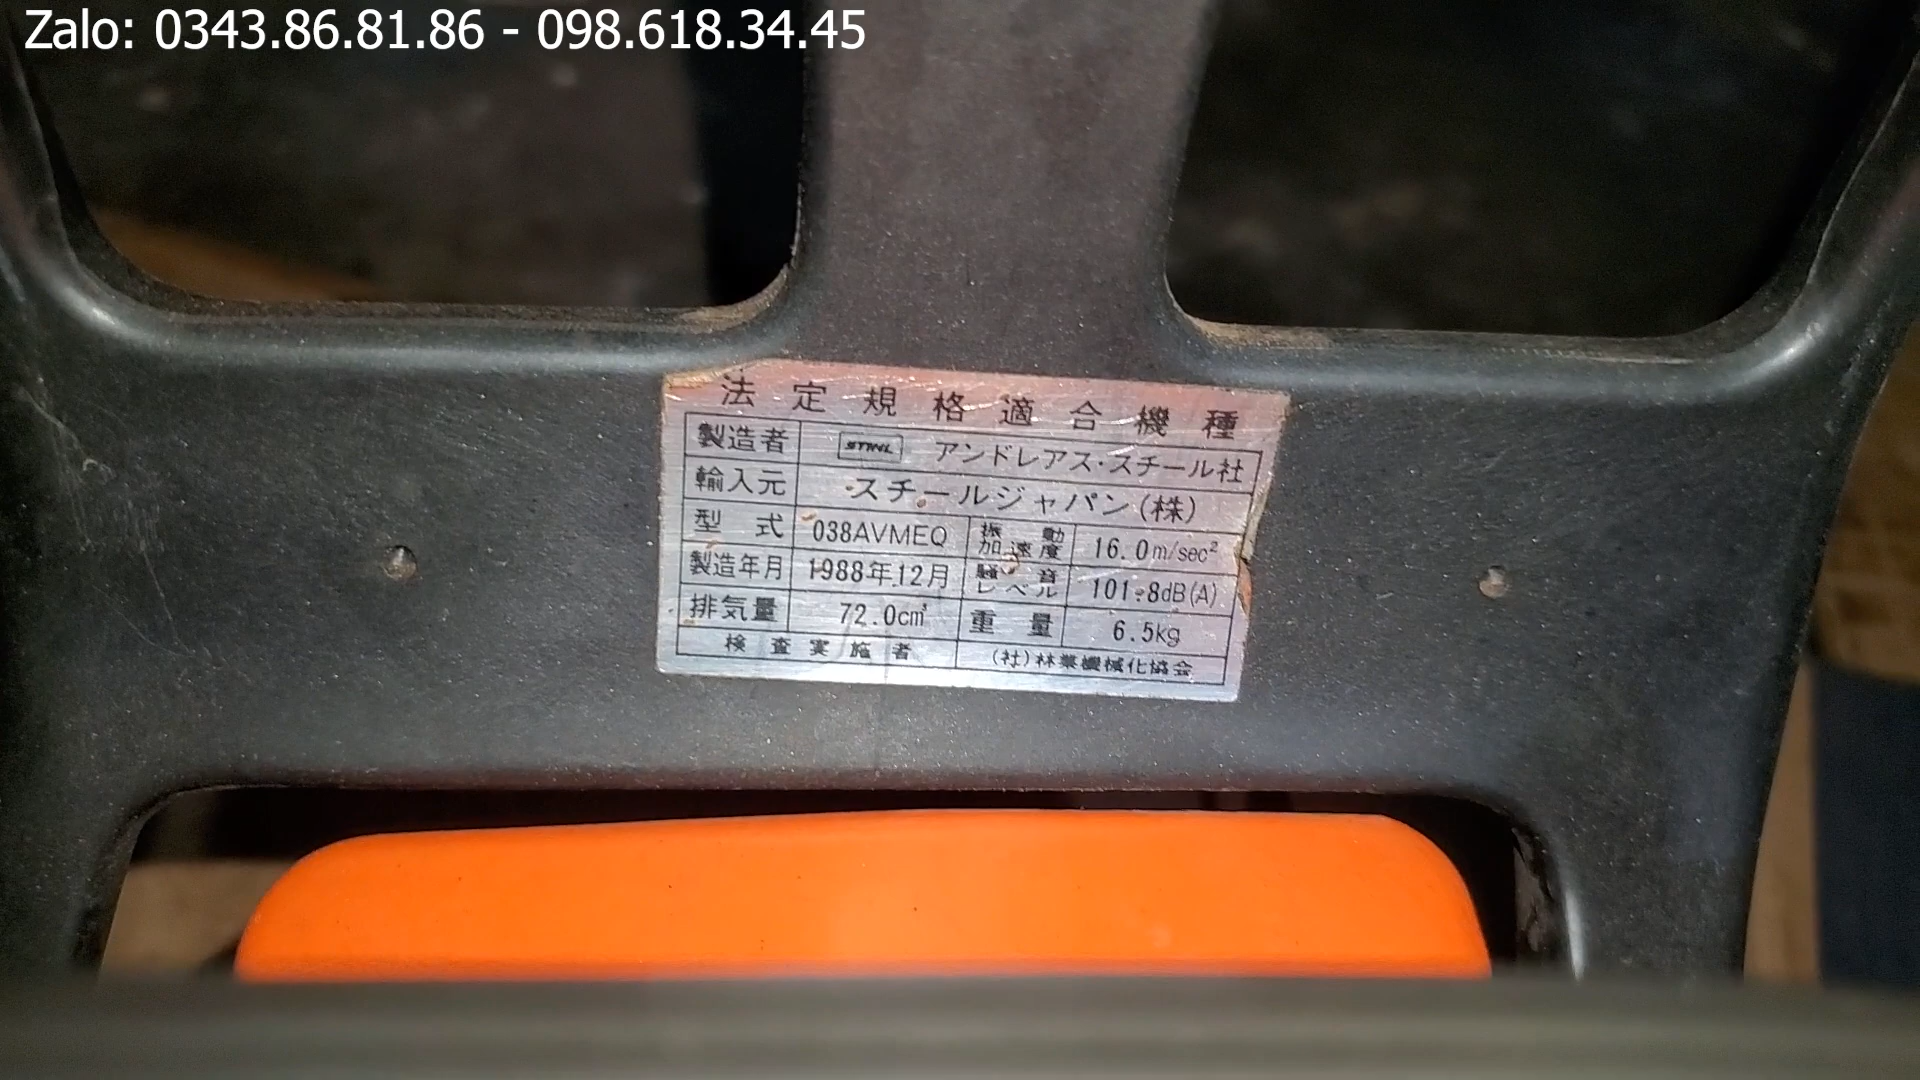 Zalo: 0343.86.81.86 - 098.618.34.45
法定規格適合機種
製造者 STIHL アンドレアス・スチール社
輸入元 スチールジャパン(株)
型式 038AVMEQ 振動加速度 16.0m/sec²
製造年月 1988年12月 騒音レベル 101.8dB(A)
排気量 72.0cm³ 重量 6.5kg
検査実施者 (社)林業機械化協会